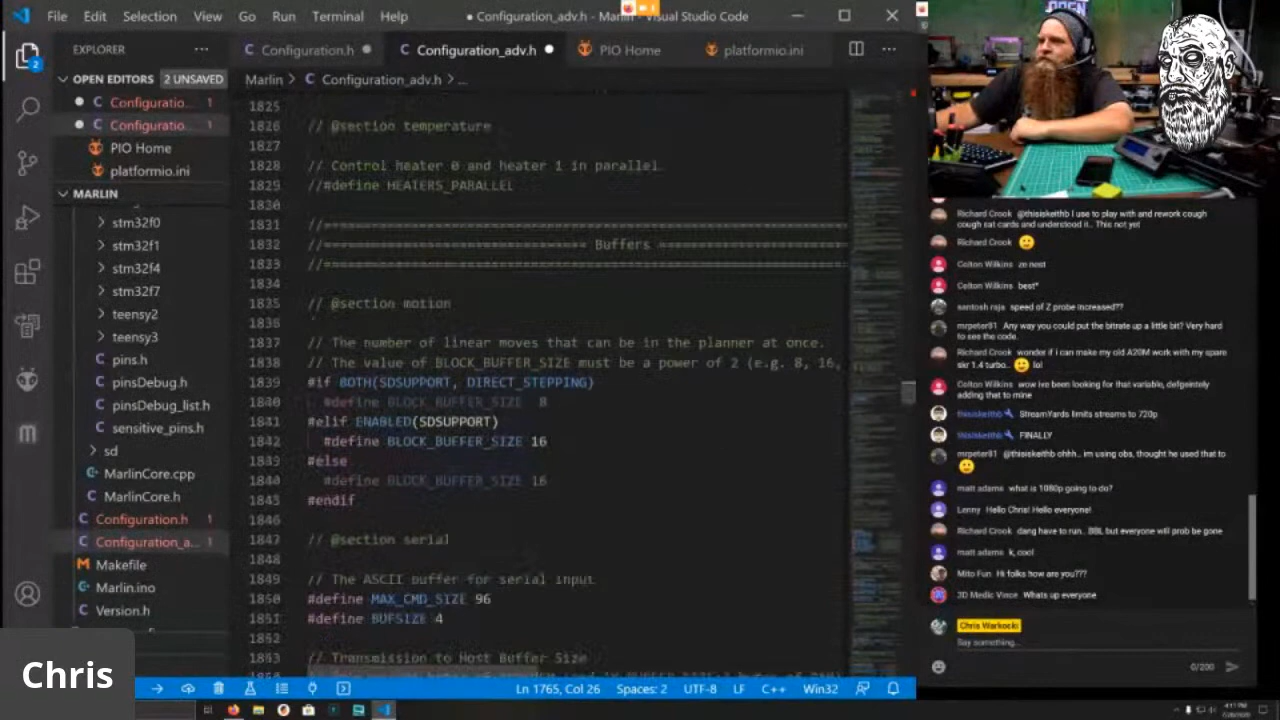 File Edit Selection View Go Run Terminal Help
● Configuration_adv.h - Marlin - Visual Studio Code
EXPLORER
Configuration.h
Configuration_adv.h
PIO Home
platformio.ini
OPEN EDITORS 2 UNSAVED
Marlin > Configuration_adv.h > ...
Configuratio... 1
Configuratio... 1
PIO Home
platformio.ini
MARLIN
stm32f0
stm32f1
stm32f4
stm32f7
teensy2
teensy3
pins.h
pinsDebug.h
pinsDebug_list.h
sensitive_pins.h
sd
MarlinCore.cpp
MarlinCore.h
Configuration.h 1
Configuration_a... 1
Makefile
Marlin.ino
Version.h
1825
1826 // @section temperature
1827
1828 // Control heater 0 and heater 1 in parallel.
1829 //#define HEATERS_PARALLEL
1830
1831
1832 Buffers
1833
1834
1835 // @section motion
1836
1837 // The number of linear moves that can be in the planner at once.
1838 // The value of BLOCK_BUFFER_SIZE must be a power of 2 (e.g. 8, 16,
1839 #if BOTH(SDSUPPORT, DIRECT_STEPPING)
1840 #define BLOCK_BUFFER_SIZE 8
1841 #elif ENABLED(SDSUPPORT)
1842 #define BLOCK_BUFFER_SIZE 16
#else
#define BLOCK_BUFFER_SIZE 16
1845 #endif
1846
1847 // @section serial
1848
1849 // The ASCII buffer for serial input
1850 #define MAX_CMD_SIZE 96
1851 #define BUFSIZE 4
1852
1853 // Transmission to Host Buffer Size
Ln 1765, Col 26 Spaces: 2 UTF-8 LF C++ Win32
Chris
OPEN
Richard Crook @thisiskeithb I use to play with and rework cough
cough sat cards and understood it.. This not yet
Richard Crook
Colton Wilkins ze nest
Colton Wilkins best*
santosh raja speed of Z probe increased??
mrpeter81 Any way you could put the bitrate up a little bit? Very hard
to see the code.
Richard Crook wonder if i can make my old A20M work with my spare
skr 1.4 turbo.. lol
Colton Wilkins wow ive been looking for that variable, defgeintely
adding that to mine
thisiskeithb StreamYards limits streams to 720p
thisiskeithb FINALLY
mrpeter81 @thisiskeithb ohhh.. im using obs, thought he used that to
matt adams what is 1080p going to do?
Lenny Hello Chris! Hello everyone!
Richard Crook dang have to run.. BBL but everyone will prob be gone
matt adams k, cool
Mito Fun Hi folks how are you???
3D Medic Vince Whats up everyone
Chris Warkocki
Say something...
0/200